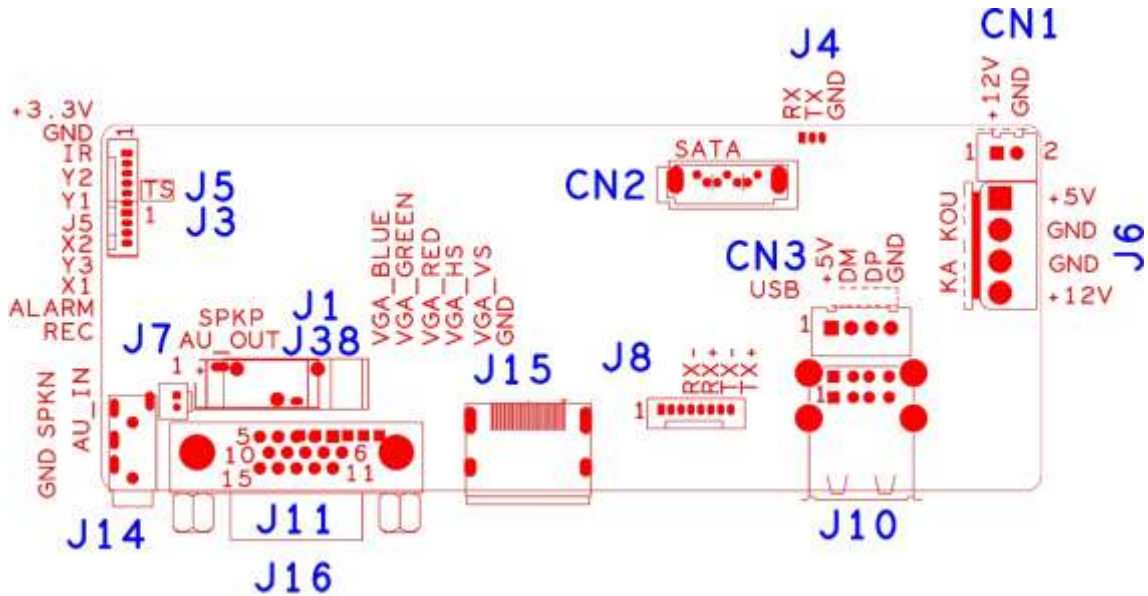 CN1
J4
+12V
GND
RX
TX
GND
+3.3V
GND
IR
Y2
Y1
J5
X2
Y3
X1
ALARM
REC
1
TS
1
J5
J3
SATA
CN2
1
2
+5V
GND
GND
+12V
J6
KA_KOU
CN3
USB
+5V
DM
DP
GND
1
1
VGA_BLUE
VGA_GREEN
VGA_RED
VGA_HS
VGA_VS
GND
J1
SPKP
AU_OUT
J38
J7
1
J15
J8
RX-
RX+
TX-
TX+
1
GND SPKN
AU_IN
5
10
15
6
11
J14
J11
J16
J10